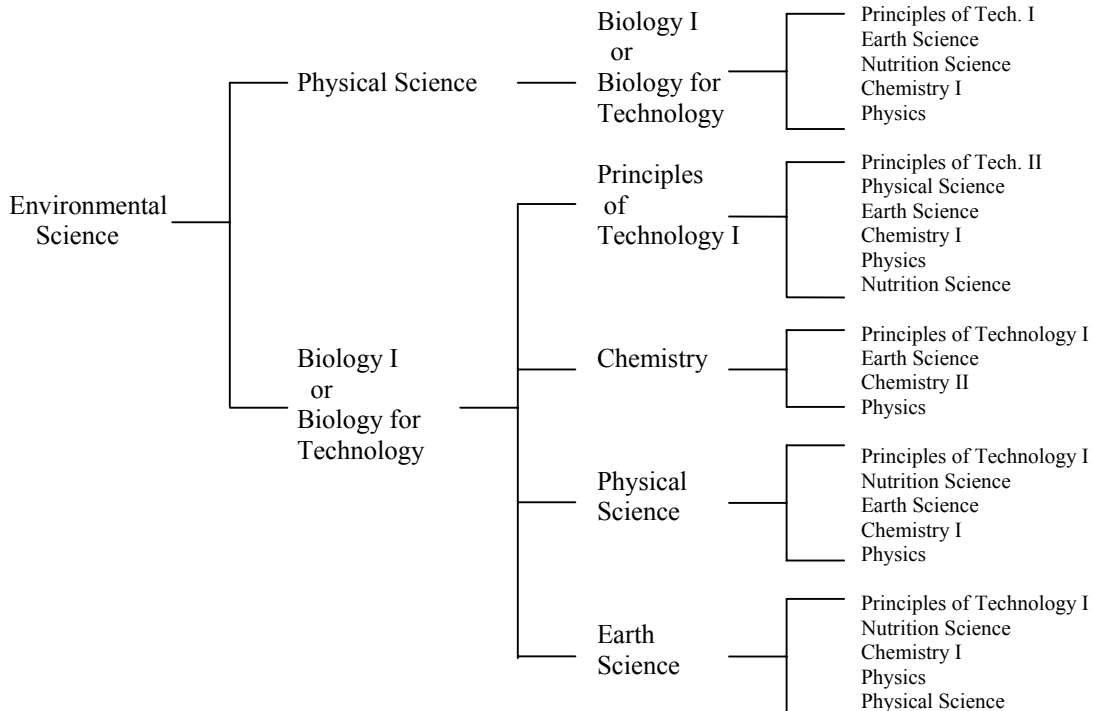 Environmental
Science
Physical Science
Biology I
or
Biology for
Technology
Biology I
or
Biology for
Technology
Principles of Tech. I
Earth Science
Nutrition Science
Chemistry I
Physics
Principles
of
Technology I
Principles of Tech. II
Physical Science
Earth Science
Chemistry I
Physics
Nutrition Science
Chemistry
Principles of Technology I
Earth Science
Chemistry II
Physics
Physical
Science
Principles of Technology I
Nutrition Science
Earth Science
Chemistry I
Physics
Earth
Science
Principles of Technology I
Nutrition Science
Chemistry I
Physics
Physical Science